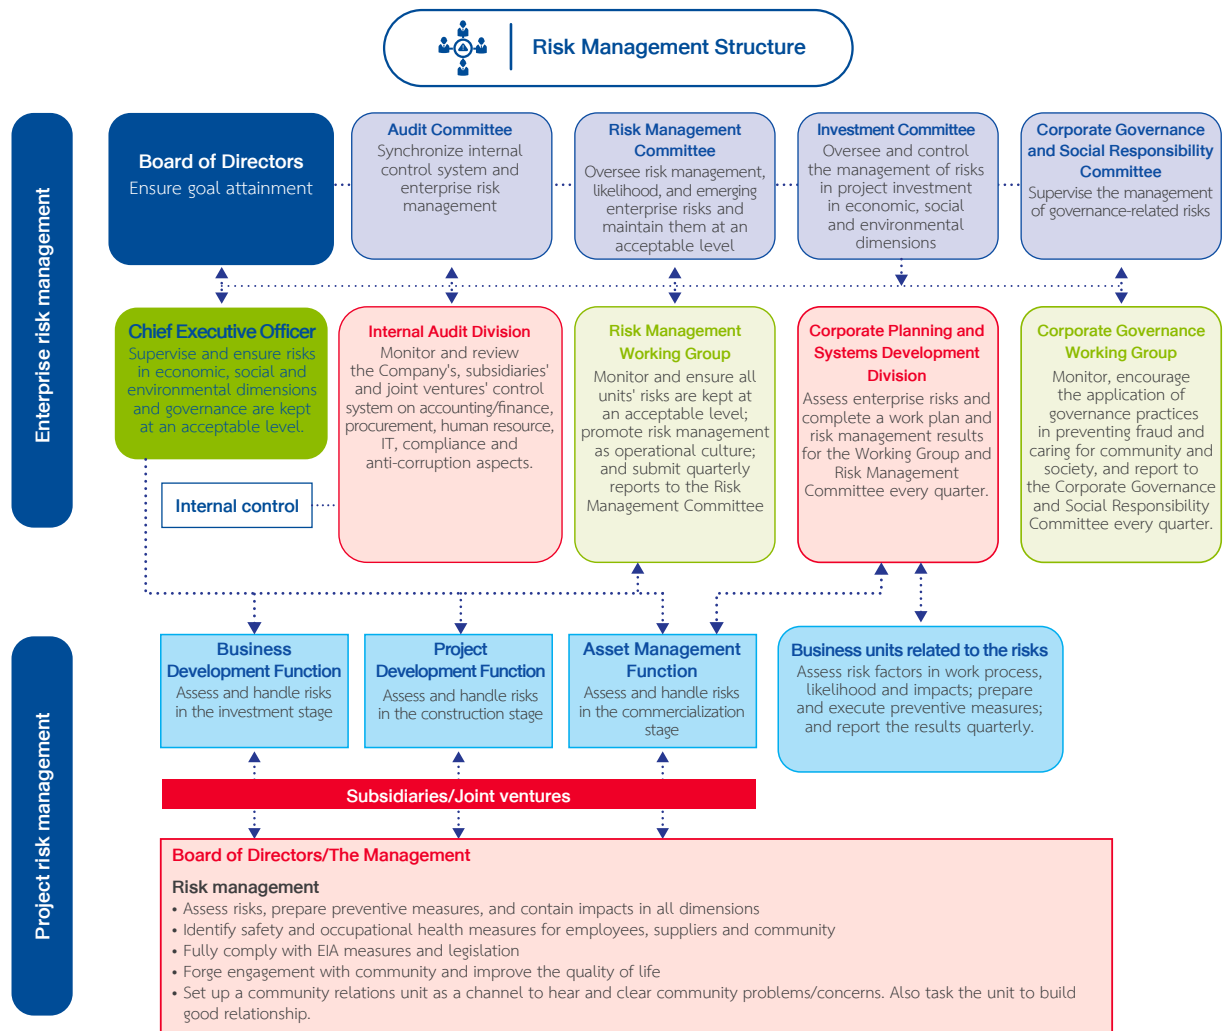 Risk Management Structure
Enterprise risk management
Board of Directors
Ensure goal attainment
Audit Committee
Synchronize internal
control system and
enterprise risk
management
Risk Management
Committee
Oversee risk management,
likelihood, and emerging
enterprise risks and
maintain them at an
acceptable level
Investment Committee
Oversee and control
the management of risks
in project investment
in economic, social
and environmental
dimensions
Corporate Governance
and Social Responsibility
Committee
Supervise the management
of governance-related risks
Chief Executive Officer
Supervise and ensure risks
in economic, social and
environmental dimensions
and governance are kept
at an acceptable level.
Internal control
Internal Audit Division
Monitor and review
the Company's, subsidiaries'
and joint ventures' control
system on accounting/finance,
procurement, human resource,
IT, compliance and
anti-corruption aspects.
Risk Management
Working Group
Monitor and ensure all
units' risks are kept at
an acceptable level;
promote risk management
as operational culture;
and submit quarterly
reports to the Risk
Management Committee
Corporate Planning and
Systems Development
Division
Assess enterprise risks and
complete a work plan and
risk management results
for the Working Group and
Risk Management
Committee every quarter.
Corporate Governance
Working Group
Monitor, encourage
the application of
governance practices
in preventing fraud and
caring for community and
society, and report to
the Corporate Governance
and Social Responsibility
Committee every quarter.
Project risk management
Business
Development Function
Assess and handle risks
in the investment stage
Project
Development Function
Assess and handle risks
in the construction stage
Asset Management
Function
Assess and handle risks
in the commercialization
stage
Business units related to the risks
Assess risk factors in work process,
likelihood and impacts; prepare
and execute preventive measures;
and report the results quarterly.
Subsidiaries/Joint ventures
Board of Directors/The Management
Risk management
• Assess risks, prepare preventive measures, and contain impacts in all dimensions
• Identify safety and occupational health measures for employees, suppliers and community
• Fully comply with EIA measures and legislation
• Forge engagement with community and improve the quality of life
• Set up a community relations unit as a channel to hear and clear community problems/concerns. Also task the unit to build
good relationship.